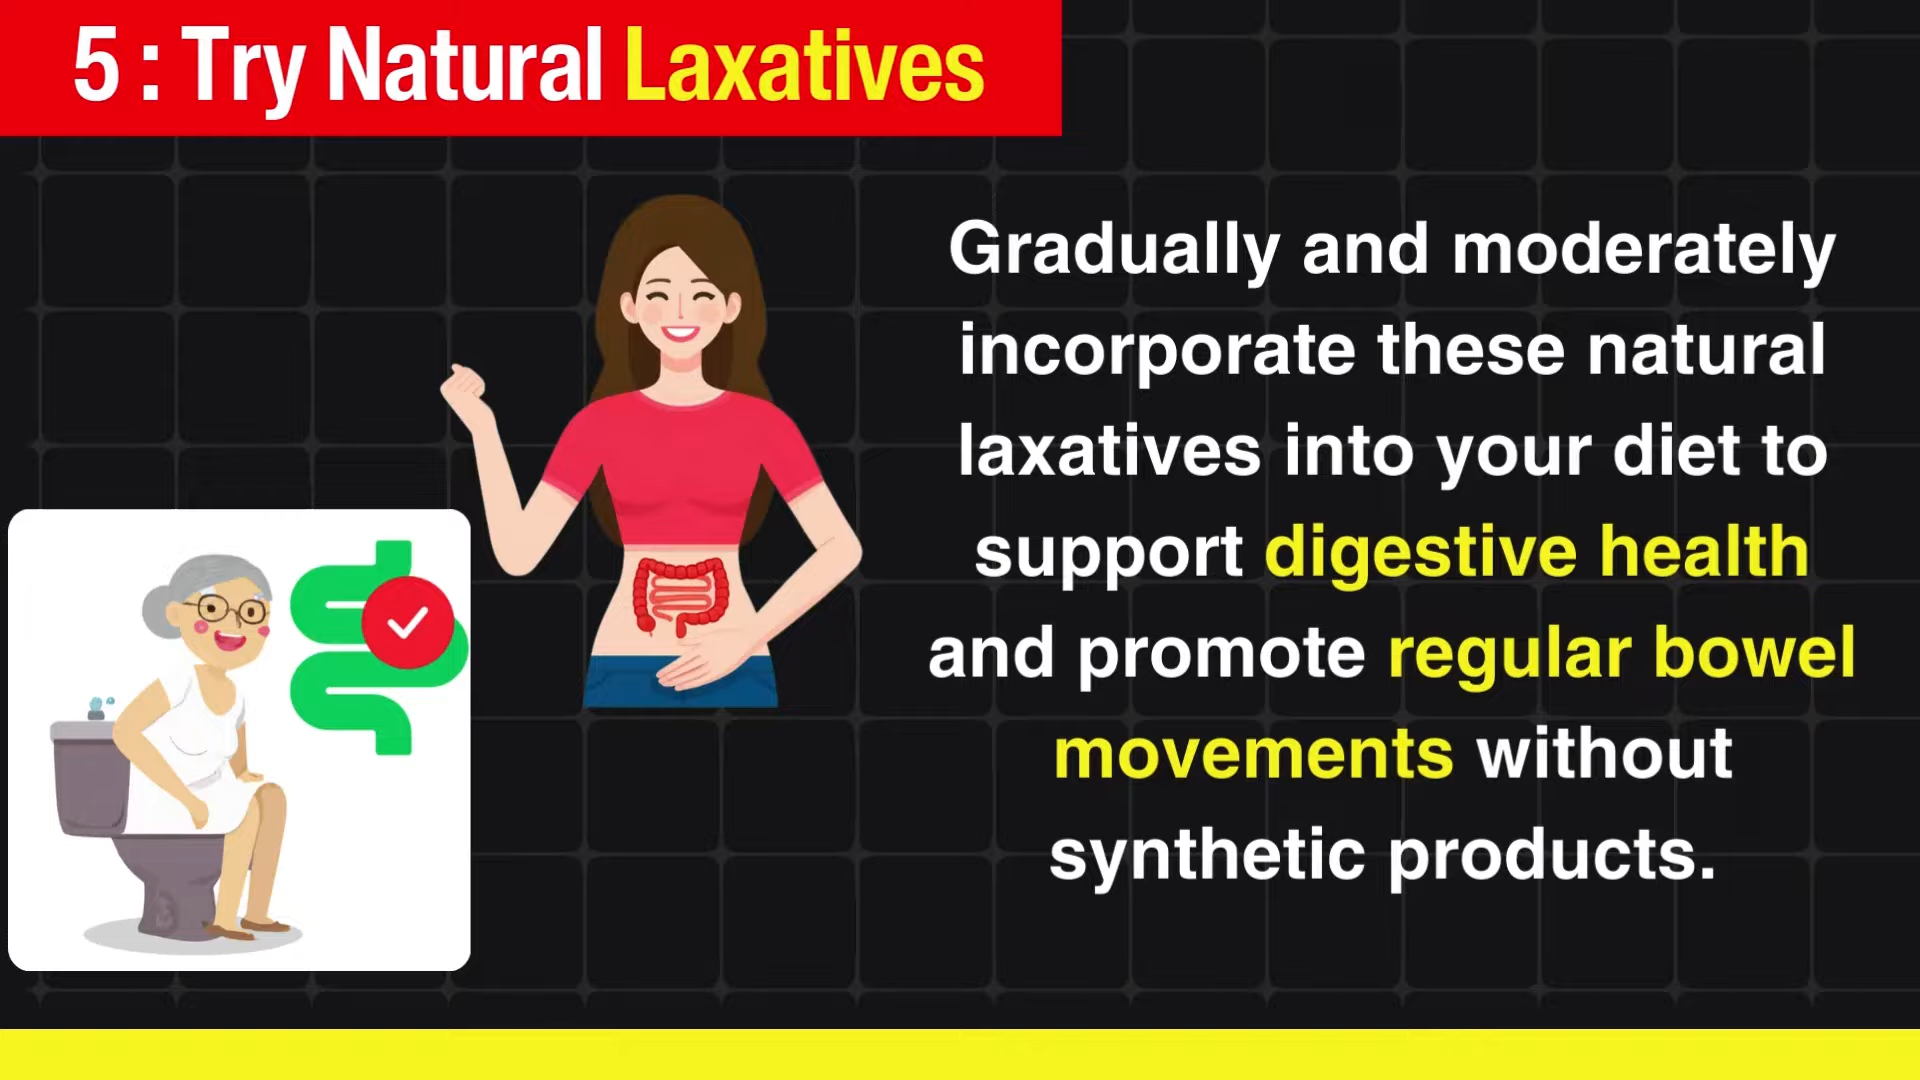 5 : Try Natural Laxatives
Gradually and moderately
incorporate these natural
laxatives into your diet to
support digestive health
and promote regular bowel
movements without
synthetic products.